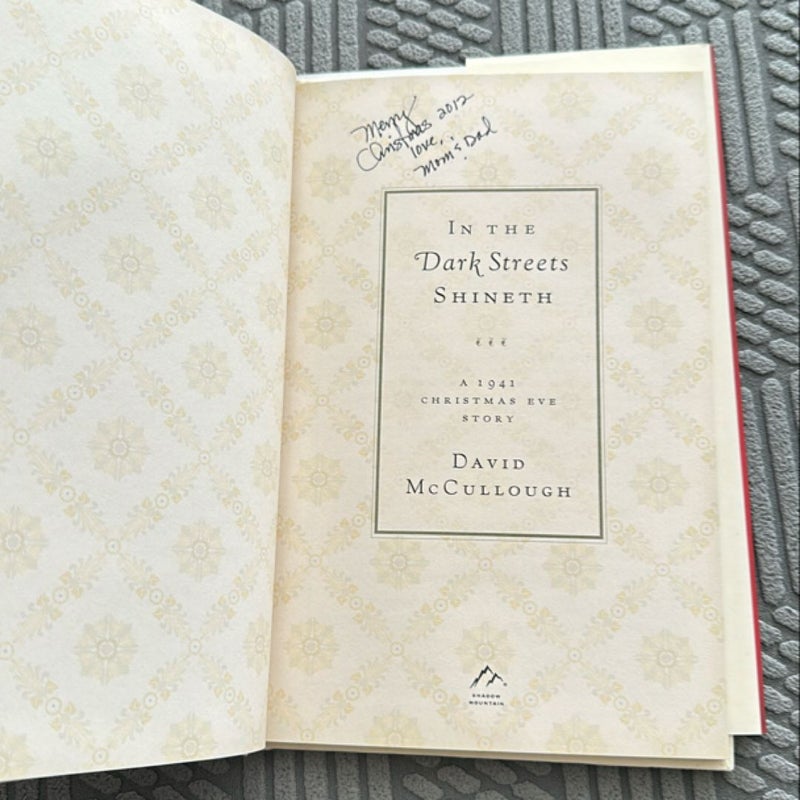 Merry
Christmas 2012
love,
Mom & Dad
IN THE
Dark Streets
SHINETH
A 1941
CHRISTMAS EVE
STORY
DAVID
MCCULLOUGH
SHADOW
MOUNTAIN